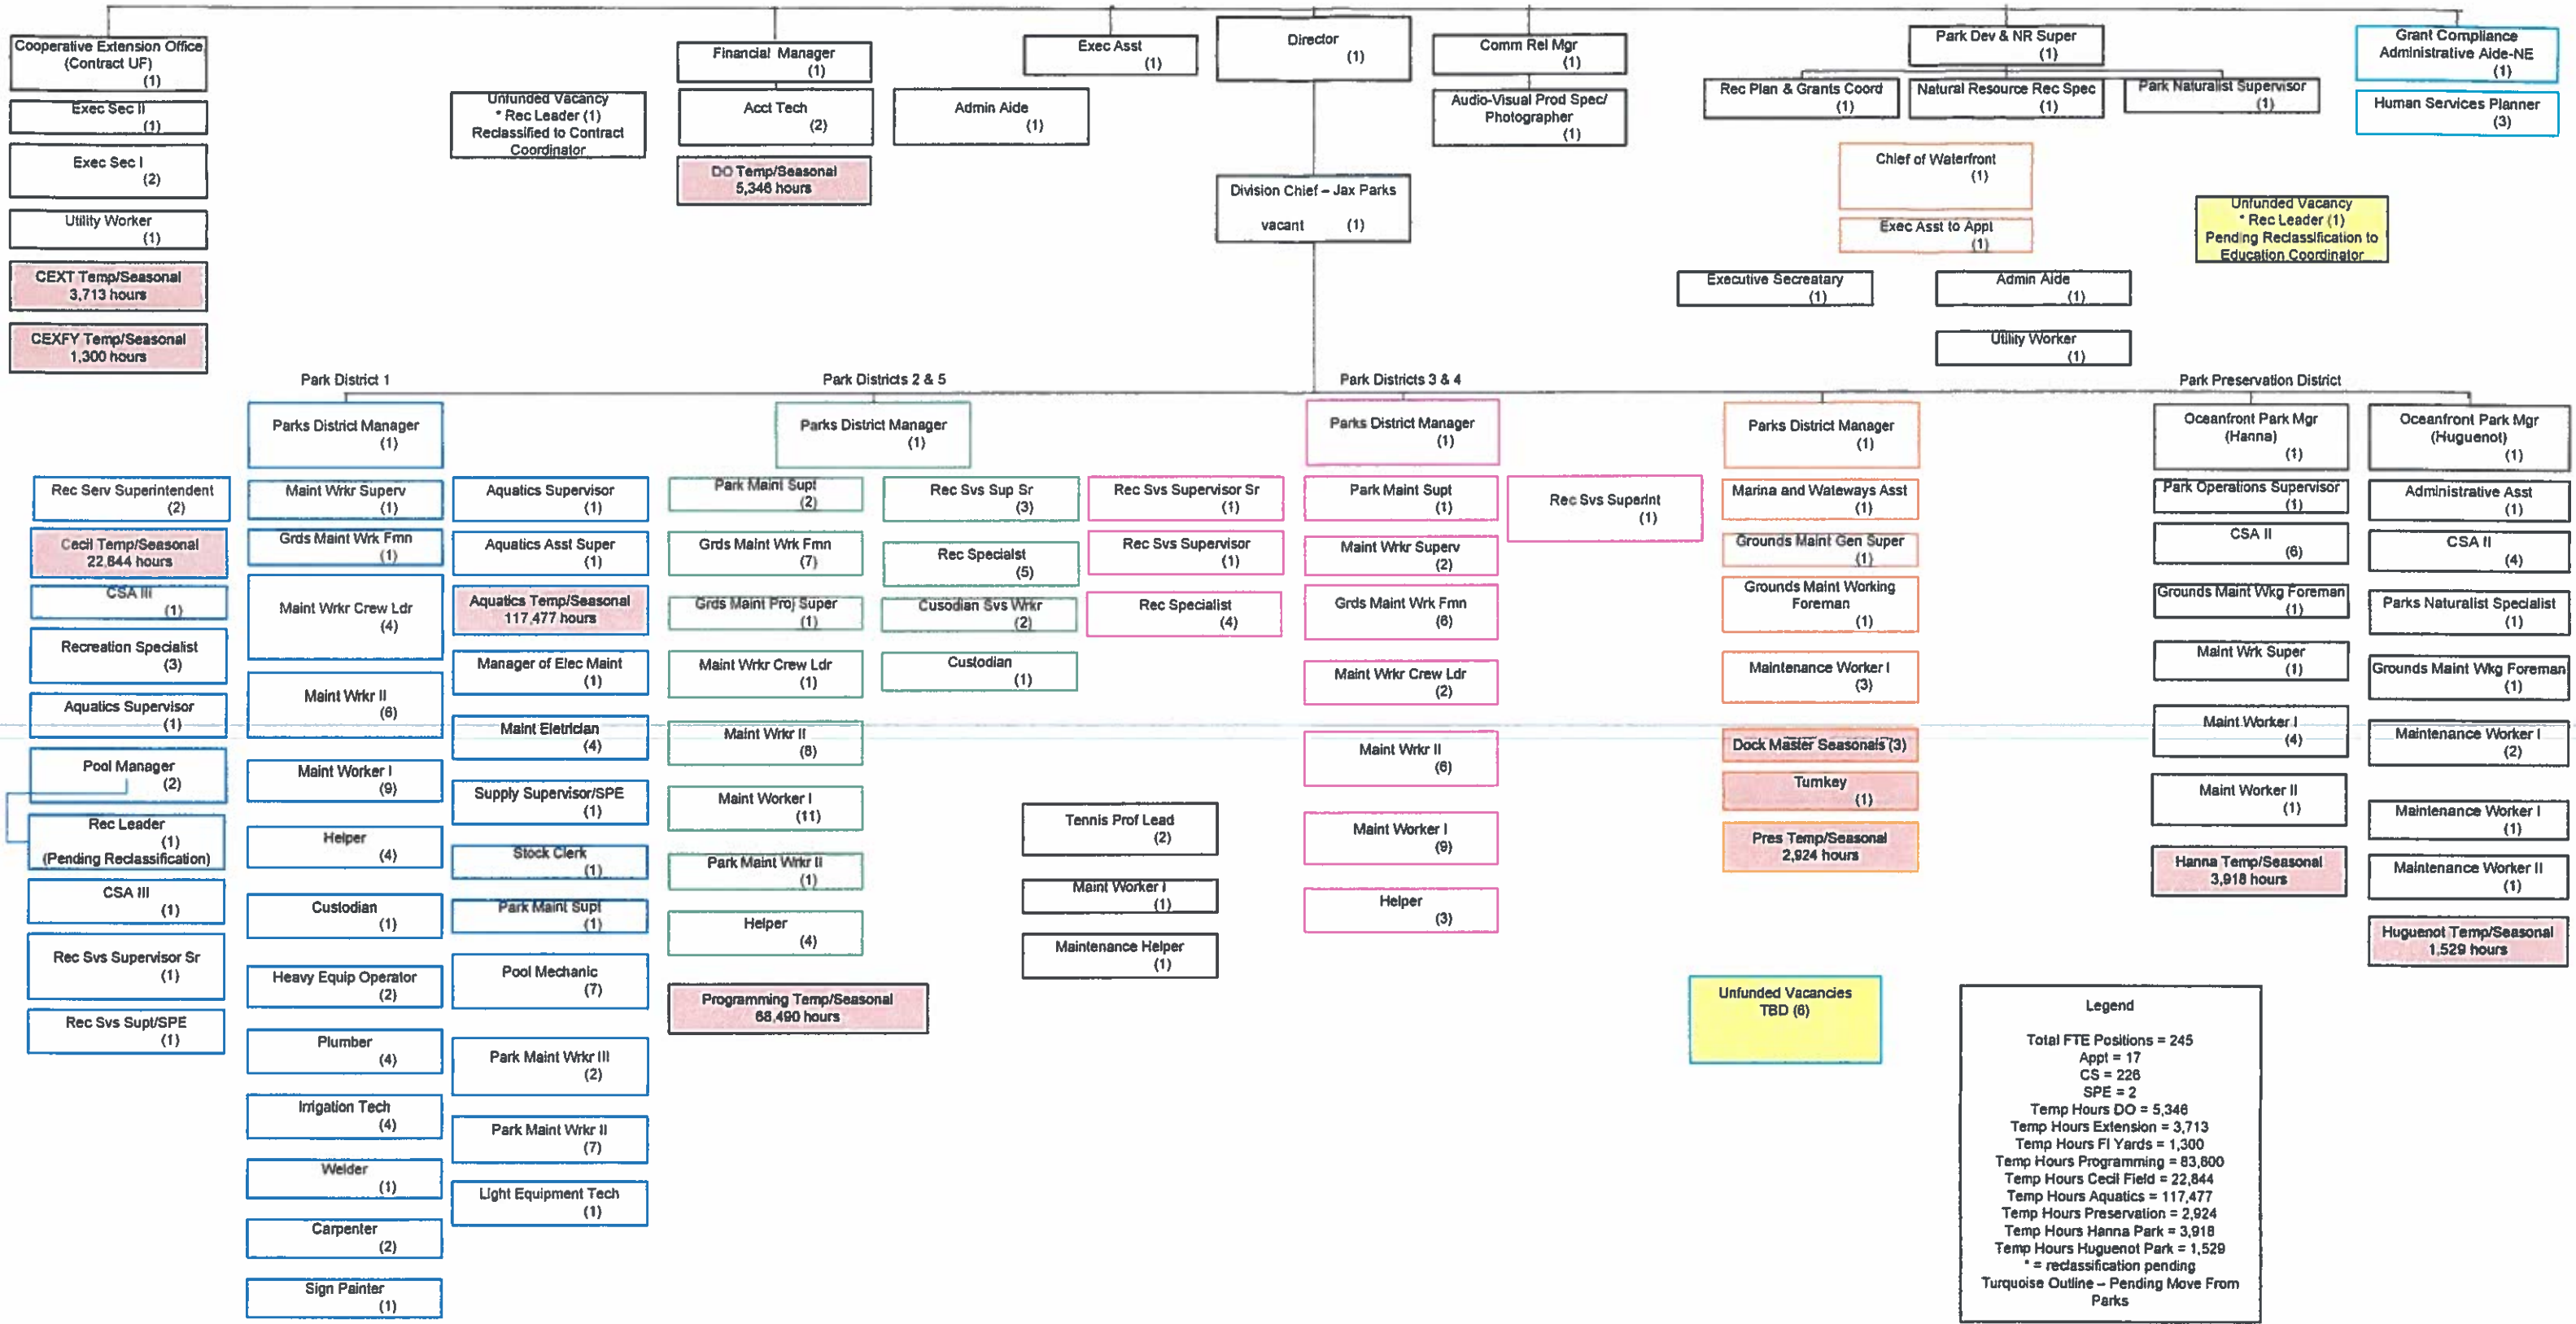 Cooperative Extension Office
(Contract UF)
(1)
Exec Sec II
(1)
Exec Sec I
(2)
Utility Worker
(1)
CEXT Temp/Seasonal
3,713 hours
CEXFY Temp/Seasonal
1,300 hours
Unfunded Vacancy
* Rec Leader (1)
Reclassified to Contract
Coordinator
Financial Manager
(1)
Acct Tech
(2)
DO Temp/Seasonal
5,346 hours
Admin Aide
(1)
Exec Asst
(1)
Director
(1)
Division Chief – Jax Parks
vacant (1)
Comm Rel Mgr
(1)
Audio-Visual Prod Spec/
Photographer
(1)
Park Dev & NR Super
(1)
Rec Plan & Grants Coord
(1)
Natural Resource Rec Spec
(1)
Park Naturalist Supervisor
(1)
Chief of Waterfront
(1)
Exec Asst to Appt
(1)
Executive Secreatary
(1)
Admin Aide
(1)
Utility Worker
(1)
Grant Compliance
Administrative Aide-NE
(1)
Human Services Planner
(3)
Unfunded Vacancy
* Rec Leader (1)
Pending Reclassification to
Education Coordinator
Park District 1
Park Districts 2 & 5
Park Districts 3 & 4
Park Preservation District
Parks District Manager
(1)
Rec Serv Superintendent
(2)
Cecil Temp/Seasonal
22,844 hours
CSA III
(1)
Recreation Specialist
(3)
Aquatics Supervisor
(1)
Pool Manager
(2)
Rec Leader
(1)
(Pending Reclassification)
CSA III
(1)
Rec Svs Supervisor Sr
(1)
Rec Svs Supt/SPE
(1)
Maint Wrkr Superv
(1)
Grds Maint Wrk Fmn
(1)
Maint Wrkr Crew Ldr
(4)
Maint Wrkr II
(6)
Maint Worker I
(9)
Helper
(4)
Custodian
(1)
Heavy Equip Operator
(2)
Plumber
(4)
Irrigation Tech
(4)
Welder
(1)
Carpenter
(2)
Sign Painter
(1)
Aquatics Supervisor
(1)
Aquatics Asst Super
(1)
Aquatics Temp/Seasonal
117,477 hours
Manager of Elec Maint
(1)
Maint Eletrician
(4)
Supply Supervisor/SPE
(1)
Stock Clerk
(1)
Park Maint Supt
(1)
Pool Mechanic
(7)
Park Maint Wrkr III
(2)
Park Maint Wrkr II
(7)
Light Equipment Tech
(1)
Parks District Manager
(1)
Park Maint Supt
(2)
Grds Maint Wrk Fmn
(7)
Grds Maint Proj Super
(1)
Maint Wrkr Crew Ldr
(1)
Maint Wrkr II
(8)
Maint Worker I
(11)
Park Maint Wrkr II
(1)
Helper
(4)
Programming Temp/Seasonal
68,490 hours
Rec Svs Sup Sr
(3)
Rec Specialst
(5)
Cusodian Svs Wrkr
(2)
Custodian
(1)
Rec Svs Supervisor Sr
(1)
Rec Svs Supervisor
(1)
Rec Specialist
(4)
Tennis Prof Lead
(2)
Maint Worker I
(1)
Maintenance Helper
(1)
Parks District Manager
(1)
Park Maint Supt
(1)
Maint Wrkr Superv
(2)
Grds Maint Wrk Fmn
(6)
Maint Wrkr Crew Ldr
(2)
Maint Wrkr II
(6)
Maint Worker I
(9)
Helper
(3)
Rec Svs Superint
(1)
Parks District Manager
(1)
Marina and Wateways Asst
(1)
Grounds Maint Gen Super
(1)
Grounds Maint Working
Foreman
(1)
Maintenance Worker I
(3)
Dock Master Seasonals (3)
Turnkey
(1)
Pres Temp/Seasonal
2,924 hours
Unfunded Vacancies
TBD (6)
Oceanfront Park Mgr
(Hanna)
(1)
Park Operations Supervisor
(1)
CSA II
(6)
Grounds Maint Wkg Foreman
(1)
Maint Wrk Super
(1)
Maint Worker I
(4)
Maint Worker II
(1)
Hanna Temp/Seasonal
3,918 hours
Oceanfront Park Mgr
(Huguenot)
(1)
Administrative Asst
(1)
CSA II
(4)
Parks Naturalist Specialist
(1)
Grounds Maint Wkg Foreman
(1)
Maintenance Worker I
(2)
Maintenance Worker I
(1)
Maintenance Worker II
(1)
Huguenot Temp/Seasonal
1,529 hours
Legend
Total FTE Positions = 245
Appt = 17
CS = 226
SPE = 2
Temp Hours DO = 5,346
Temp Hours Extension = 3,713
Temp Hours Fl Yards = 1,300
Temp Hours Programming = 83,600
Temp Hours Cecil Field = 22,844
Temp Hours Aquatics = 117,477
Temp Hours Preservation = 2,924
Temp Hours Hanna Park = 3,918
Temp Hours Huguenot Park = 1,529
* = reclassification pending
Turquoise Outline – Pending Move From
Parks